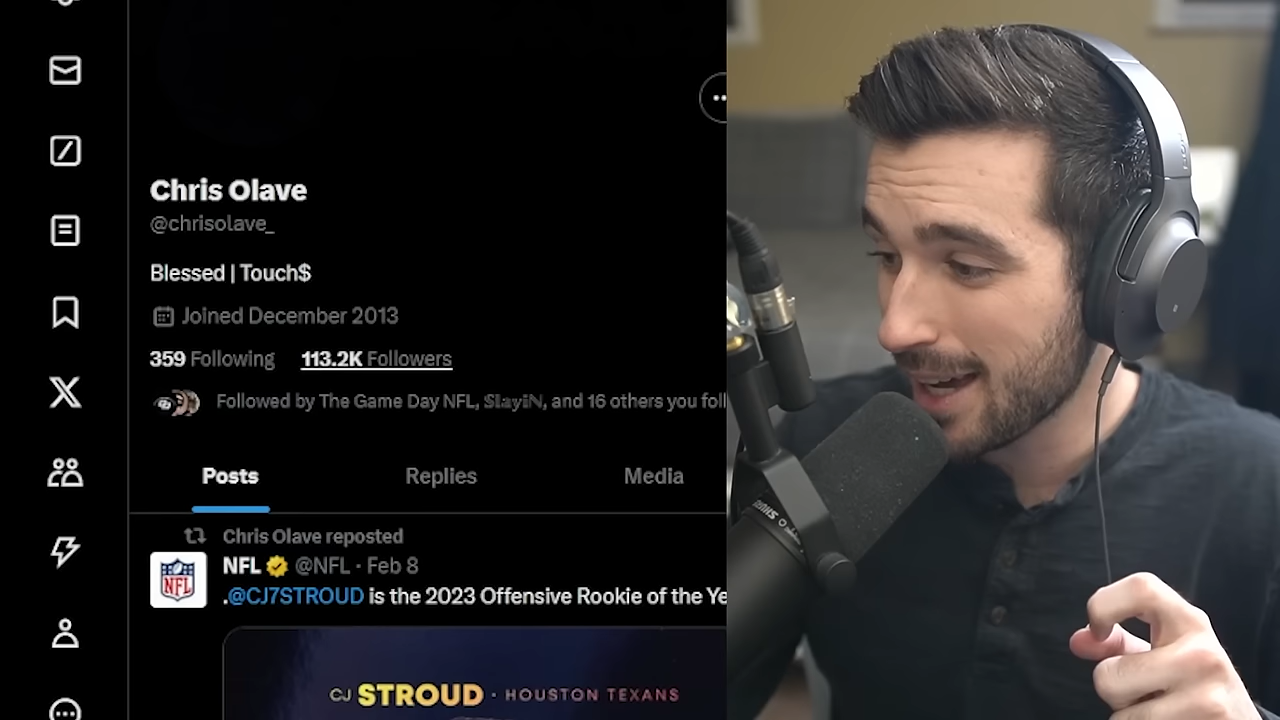 Chris Olave
@chrisolave_
Blessed | Touch$
Joined December 2013
359 Following 113.2K Followers
Followed by The Game Day NFL, SlayiN, and 16 others you foll
Posts Replies Media
Chris Olave reposted
NFL @NFL · Feb 8
NFL
.@CJ7STROUD is the 2023 Offensive Rookie of the Ye
CJ STROUD · HOUSTON TEXANS
SHURE